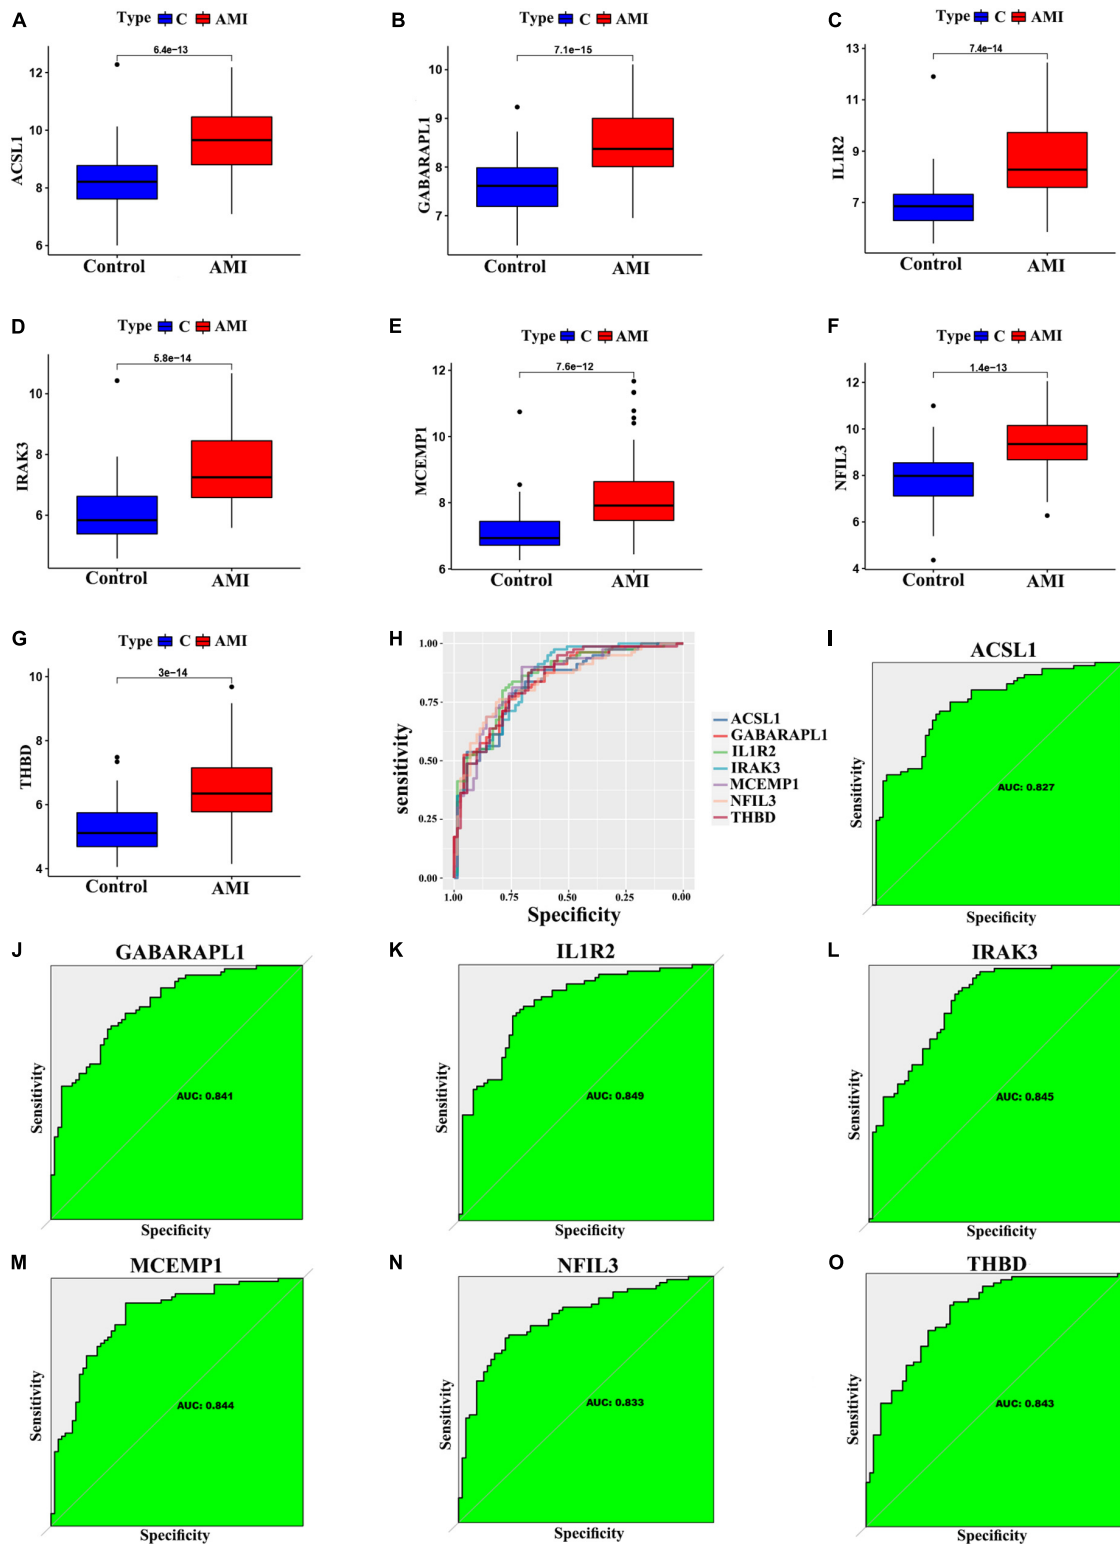 A
Type C AMI
6.4e−13
12
10
8
6
ACSL1
Control AMI
B
Type C AMI
7.1e−15
10
9
8
7
GABARAPL1
Control AMI
C
Type C AMI
7.4e−14
13
11
9
7
IL1R2
Control AMI
D
Type C AMI
5.8e−14
10
8
6
IRAK3
Control AMI
E
Type C AMI
7.6e−12
12
10
8
6
MCEMP1
Control AMI
F
Type C AMI
1.4e−13
12
10
8
6
4
NFIL3
Control AMI
G
Type C AMI
3e−14
10
8
6
4
THBD
Control AMI
H
1.00
0.75
0.50
0.25
0.00
sensitivity
1.00 0.75 0.50 0.25 0.00
Specificity
ACSL1
GABARAPL1
IL1R2
IRAK3
MCEMP1
NFIL3
THBD
I
ACSL1
Sensitivity
AUC: 0.827
Specificity
J
GABARAPL1
Sensitivity
AUC: 0.841
Specificity
K
IL1R2
Sensitivity
AUC: 0.849
Specificity
L
IRAK3
Sensitivity
AUC: 0.845
Specificity
M
MCEMP1
Sensitivity
AUC: 0.844
Specificity
N
NFIL3
Sensitivity
AUC: 0.833
Specificity
O
THBD
Sensitivity
AUC: 0.843
Specificity